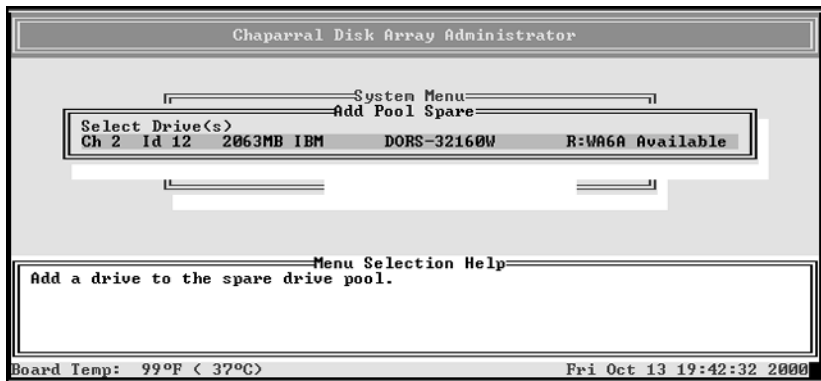 Chaparral Disk Array Administrator
System Menu
Add Pool Spare
Select Drive(s)
Ch 2 Id 12 2063MB IBM DORS-32160W R:WA6A Available
Menu Selection Help
Add a drive to the spare drive pool.
Board Temp: 99ºF ( 37ºC) Fri Oct 13 19:42:32 2000